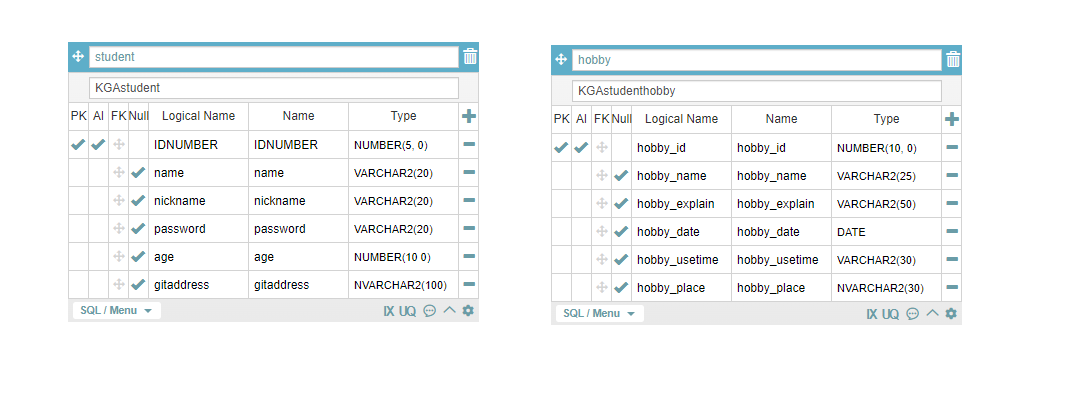 student
KGAstudent
PK AI FK Null Logical Name Name Type
IDNUMBER IDNUMBER NUMBER(5, 0)
name name VARCHAR2(20)
nickname nickname VARCHAR2(20)
password password VARCHAR2(20)
age age NUMBER(10 0)
gitaddress gitaddress NVARCHAR2(100)
SQL / Menu IX UQ
hobby
KGAstudenthobby
PK AI FK Null Logical Name Name Type
hobby_id hobby_id NUMBER(10, 0)
hobby_name hobby_name VARCHAR2(25)
hobby_explain hobby_explain VARCHAR2(50)
hobby_date hobby_date DATE
hobby_usetime hobby_usetime VARCHAR2(30)
hobby_place hobby_place NVARCHAR2(30)
SQL / Menu IX UQ